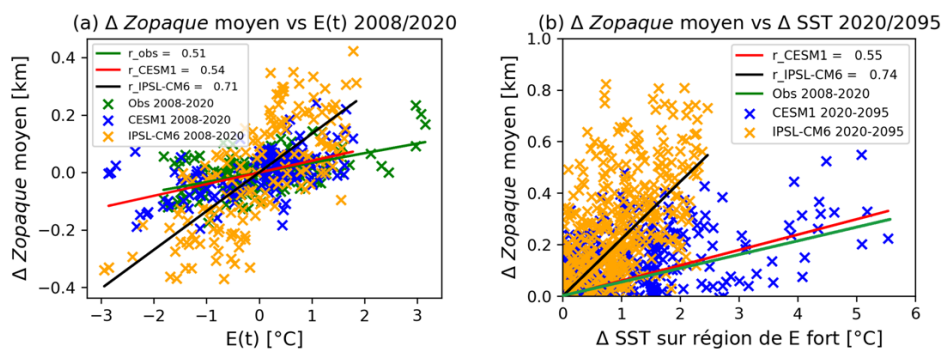 (a) Δ Zopaque moyen vs E(t) 2008/2020
Δ Zopaque moyen [km]
0.4
0.2
0.0
−0.2
−0.4
r_obs = 0.51
r_CESM1 = 0.54
r_IPSL-CM6 = 0.71
Obs 2008-2020
CESM1 2008-2020
IPSL-CM6 2008-2020
−3 −2 −1 0 1 2 3
E(t) [°C]
(b) Δ Zopaque moyen vs Δ SST 2020/2095
Δ Zopaque moyen [km]
1.0
0.8
0.6
0.4
0.2
0.0
r_CESM1 = 0.55
r_IPSL-CM6 = 0.74
Obs 2008-2020
CESM1 2020-2095
IPSL-CM6 2020-2095
0 1 2 3 4 5 6
Δ SST sur région de E fort [°C]